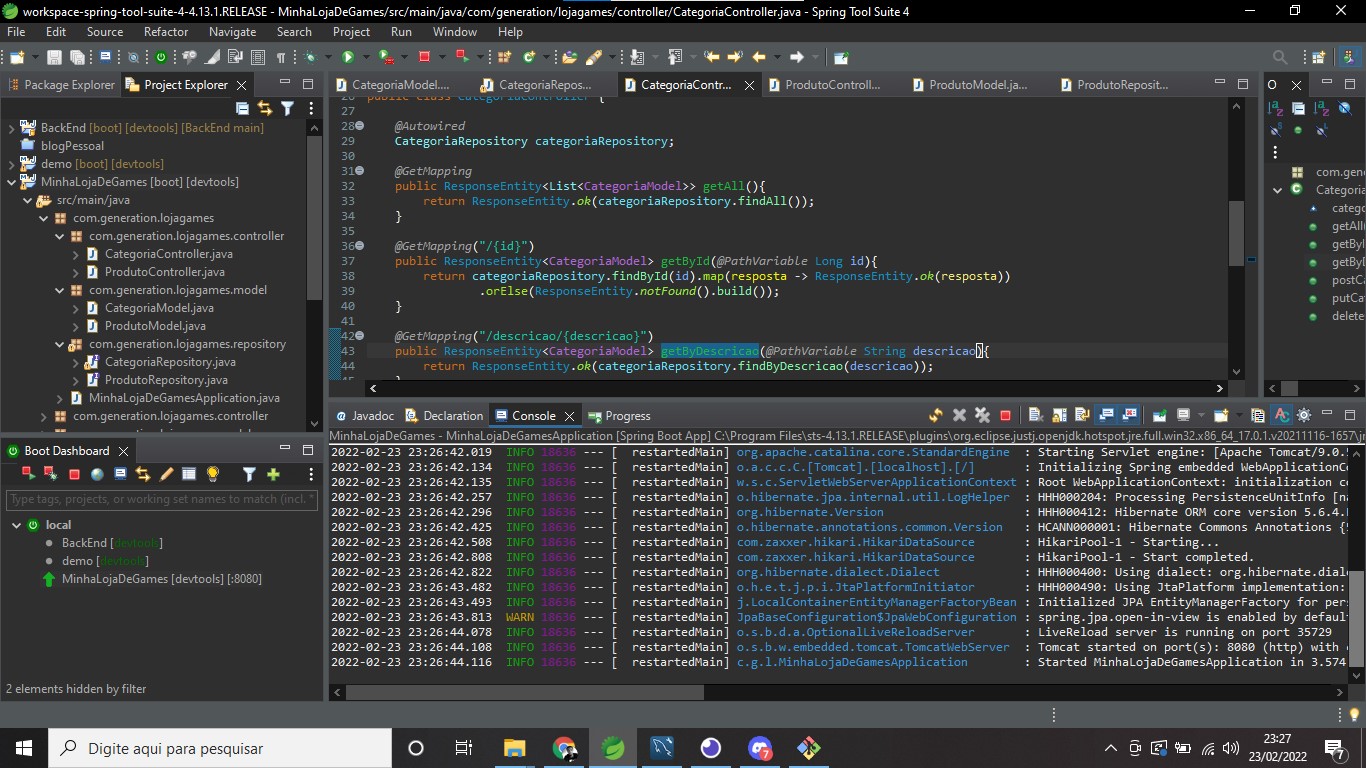 workspace-spring-tool-suite-4-4.13.1.RELEASE - MinhaLojaDeGames/src/main/java/com/generation/lojagames/controller/CategoriaController.java - Spring Tool Suite 4
File Edit Source Refactor Navigate Search Project Run Window Help
Package Explorer Project Explorer
BackEnd [boot] [devtools] [BackEnd main]
blogPessoal
demo [boot] [devtools]
MinhaLojaDeGames [boot] [devtools]
src/main/java
com.generation.lojagames
com.generation.lojagames.controller
CategoriaController.java
ProdutoController.java
com.generation.lojagames.model
CategoriaModel.java
ProdutoModel.java
com.generation.lojagames.repository
CategoriaRepository.java
ProdutoRepository.java
MinhaLojaDeGamesApplication.java
com.generation.lojagames.controller
Boot Dashboard
Type tags, projects, or working set names to match (incl. *
local
BackEnd [devtools]
demo [devtools]
MinhaLojaDeGames [devtools] [:8080]
2 elements hidden by filter
CategoriaModel.... CategoriaRepos... CategoriaContr... ProdutoControll... ProdutoModel.ja... ProdutoReposit...
26 public class CategoriaController {
27
28 @Autowired
29 CategoriaRepository categoriaRepository;
30
31 @GetMapping
32 public ResponseEntity<List<CategoriaModel>> getAll(){
33 return ResponseEntity.ok(categoriaRepository.findAll());
34 }
35
36 @GetMapping("/{id}")
37 public ResponseEntity<CategoriaModel> getById(@PathVariable Long id){
38 return categoriaRepository.findById(id).map(resposta -> ResponseEntity.ok(resposta))
39 .orElse(ResponseEntity.notFound().build());
40 }
41
42 @GetMapping("/descricao/{descricao}")
43 public ResponseEntity<CategoriaModel> getByDescricao(@PathVariable String descricao){
44 return ResponseEntity.ok(categoriaRepository.findByDescricao(descricao));
45 }
O
com.gene
Categoria
catego
getAll(
getByI
getByD
postCa
putCat
delete
Javadoc Declaration Console Progress
MinhaLojaDeGames - MinhaLojaDeGamesApplication [Spring Boot App] C:\Program Files\sts-4.13.1.RELEASE\plugins\org.eclipse.justj.openjdk.hotspot.jre.full.win32.x86_64_17.0.1.v20211116-1657\j
2022-02-23 23:26:42.019 INFO 18636 --- [ restartedMain] org.apache.catalina.core.StandardEngine : Starting Servlet engine: [Apache Tomcat/9.0.
2022-02-23 23:26:42.134 INFO 18636 --- [ restartedMain] o.a.c.c.C.[Tomcat].[localhost].[/] : Initializing Spring embedded WebApplicationCo
2022-02-23 23:26:42.135 INFO 18636 --- [ restartedMain] w.s.c.ServletWebServerApplicationContext : Root WebApplicationContext: initialization co
2022-02-23 23:26:42.257 INFO 18636 --- [ restartedMain] o.hibernate.jpa.internal.util.LogHelper : HHH000204: Processing PersistenceUnitInfo [na
2022-02-23 23:26:42.296 INFO 18636 --- [ restartedMain] org.hibernate.Version : HHH000412: Hibernate ORM core version 5.6.4.
2022-02-23 23:26:42.425 INFO 18636 --- [ restartedMain] o.hibernate.annotations.common.Version : HCANN000001: Hibernate Commons Annotations {5
2022-02-23 23:26:42.508 INFO 18636 --- [ restartedMain] com.zaxxer.hikari.HikariDataSource : HikariPool-1 - Starting...
2022-02-23 23:26:42.808 INFO 18636 --- [ restartedMain] com.zaxxer.hikari.HikariDataSource : HikariPool-1 - Start completed.
2022-02-23 23:26:42.822 INFO 18636 --- [ restartedMain] org.hibernate.dialect.Dialect : HHH000400: Using dialect: org.hibernate.dial
2022-02-23 23:26:43.482 INFO 18636 --- [ restartedMain] o.h.e.t.j.p.i.JtaPlatformInitiator : HHH000490: Using JtaPlatform implementation:
2022-02-23 23:26:43.493 INFO 18636 --- [ restartedMain] j.LocalContainerEntityManagerFactoryBean : Initialized JPA EntityManagerFactory for per
2022-02-23 23:26:43.813 WARN 18636 --- [ restartedMain] JpaBaseConfiguration$JpaWebConfiguration : spring.jpa.open-in-view is enabled by defaul
2022-02-23 23:26:44.078 INFO 18636 --- [ restartedMain] o.s.b.d.a.OptionalLiveReloadServer : LiveReload server is running on port 35729
2022-02-23 23:26:44.108 INFO 18636 --- [ restartedMain] o.s.b.w.embedded.tomcat.TomcatWebServer : Tomcat started on port(s): 8080 (http) with c
2022-02-23 23:26:44.116 INFO 18636 --- [ restartedMain] c.g.l.MinhaLojaDeGamesApplication : Started MinhaLojaDeGamesApplication in 3.574
Digite aqui para pesquisar
7
23:27
23/02/2022
7